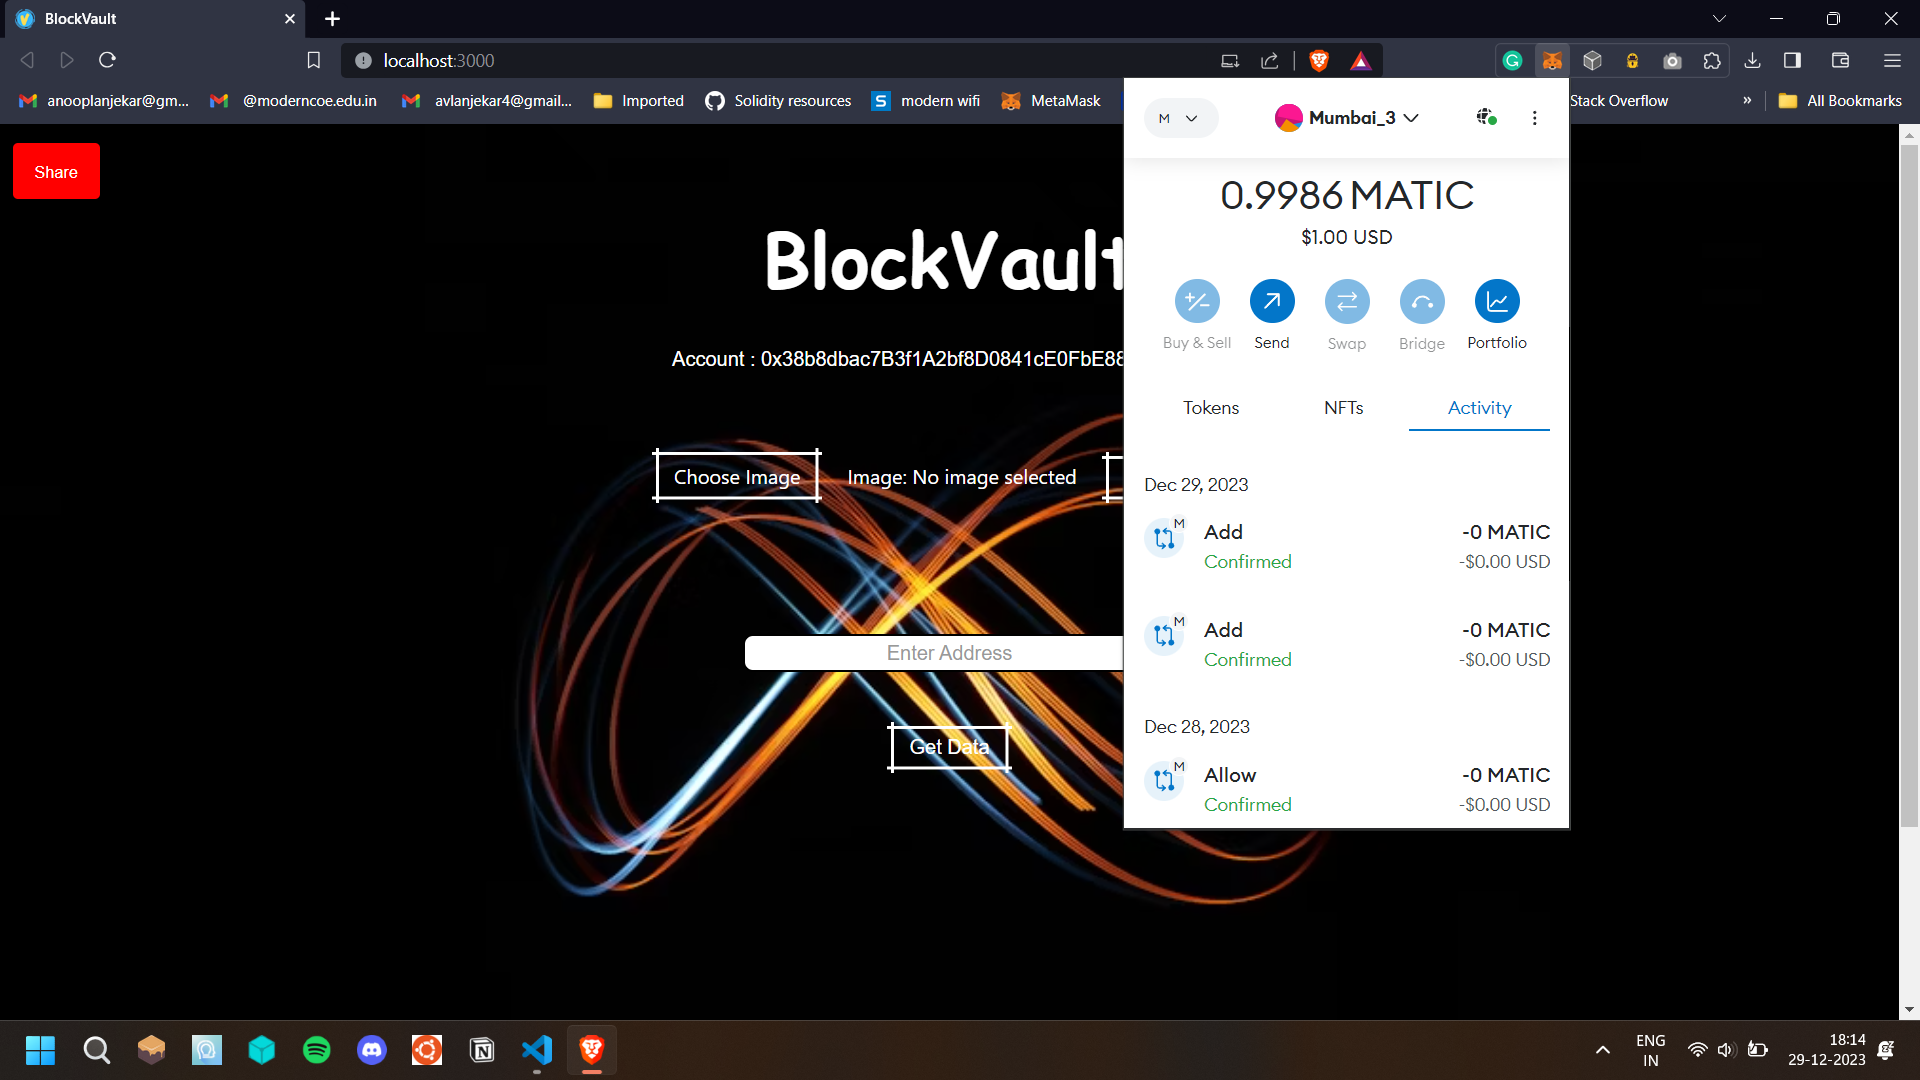 BlockVault
localhost:3000
anooplanjekar@gm...
@moderncoe.edu.in
avlanjekar4@gmail...
Imported
Solidity resources
S
modern wifi
MetaMask
Stack Overflow
»
All Bookmarks
Share
BlockVault
Account : 0x38b8dbac7B3f1A2bf8D0841cE0FbE88
Choose Image
Image: No image selected
Enter Address
Get Data
M
Mumbai_3
0.9986 MATIC
$1.00 USD
Buy & Sell
Send
Swap
Bridge
Portfolio
Tokens
NFTs
Activity
Dec 29, 2023
M
Add
-0 MATIC
Confirmed
-$0.00 USD
M
Add
-0 MATIC
Confirmed
-$0.00 USD
Dec 28, 2023
M
Allow
-0 MATIC
Confirmed
-$0.00 USD
ENG
IN
18:14
29-12-2023